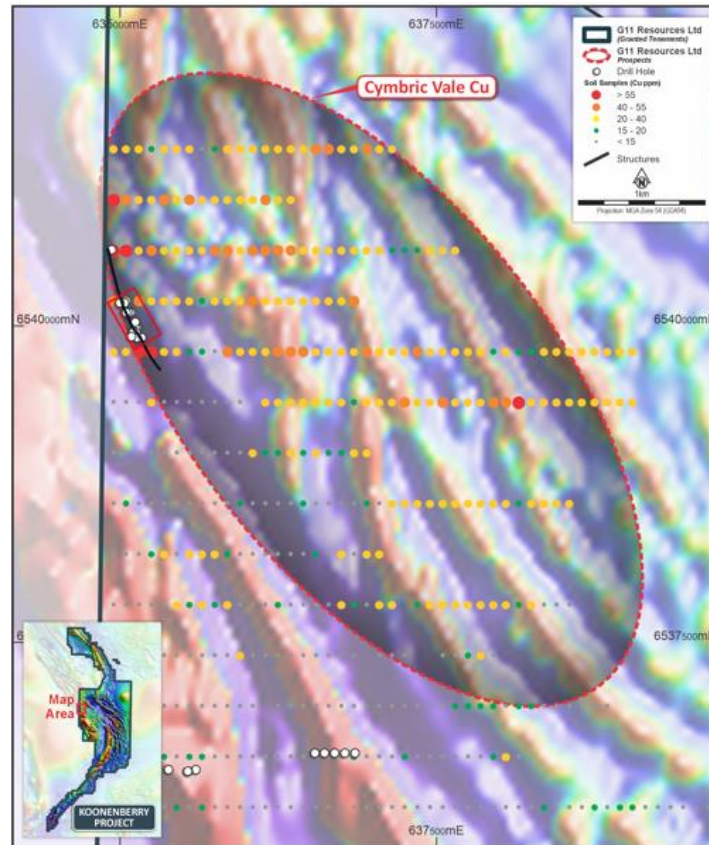 635000mE
637500mE
G11 Resources Ltd
(Granted Tenements)
G11 Resources Ltd
Prospects
Drill Hole
Soil Samples (Cu ppm)
> 55
40 - 55
20 - 40
15 - 20
< 15
Structures
N
1km
Projection: MGA Zone 54 (GDA94)
Cymbric Vale Cu
6540000mN
6540000mN
6537500mN
Map
Area
KOONENBERRY
PROJECT
637500mE